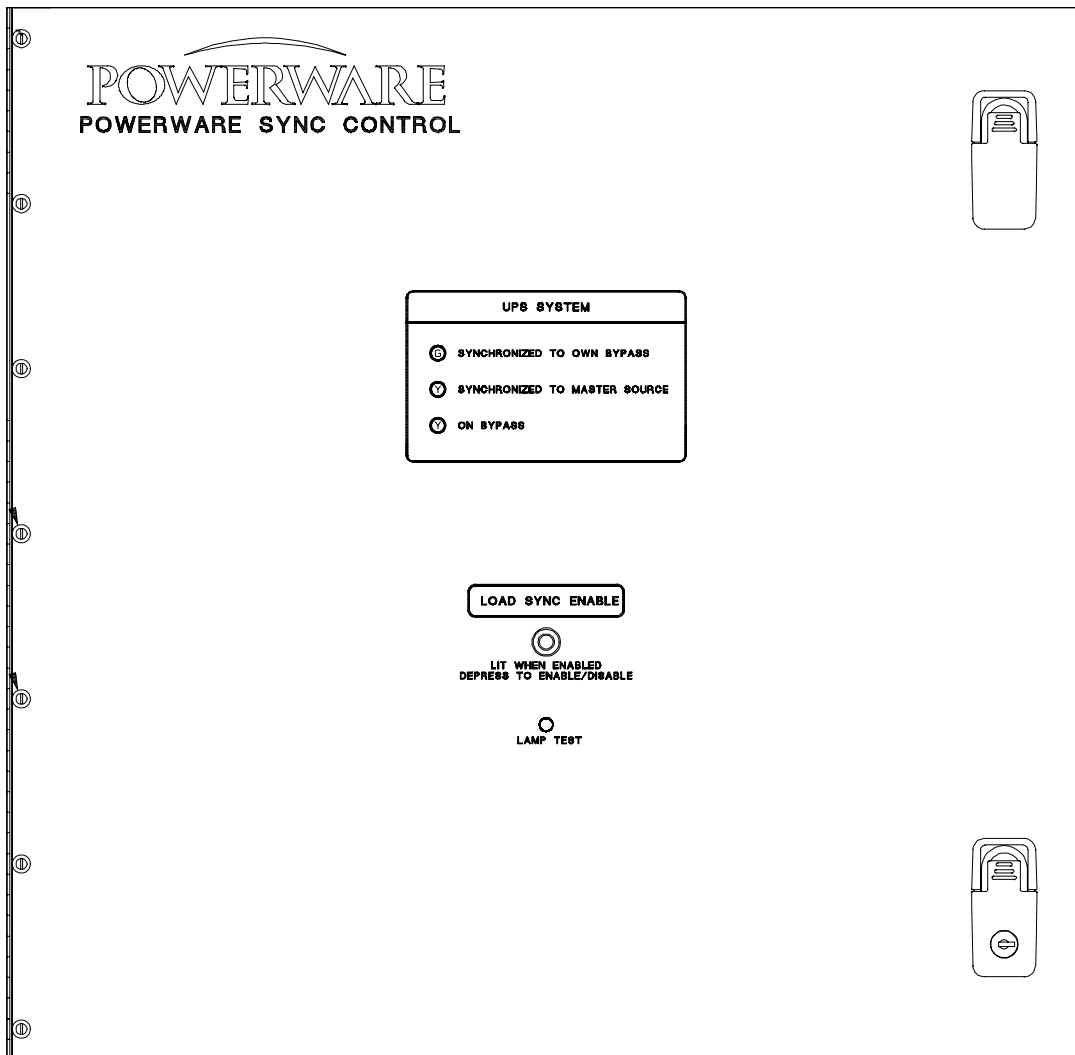 POWERWARE
POWERWARE SYNC CONTROL
UPS SYSTEM
G SYNCHRONIZED TO OWN BYPASS
Y SYNCHRONIZED TO MASTER SOURCE
Y ON BYPASS
LOAD SYNC ENABLE
LIT WHEN ENABLED
DEPRESS TO ENABLE/DISABLE
LAMP TEST